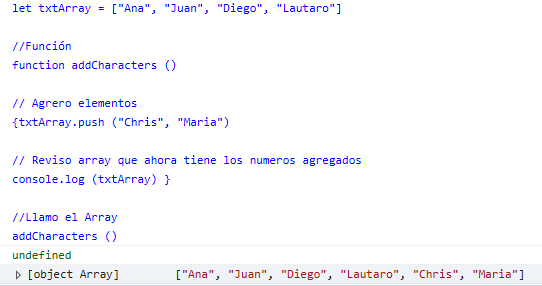 let txtArray = ["Ana", "Juan", "Diego", "Lautaro"]
//Función
function addCharacters ()
// Agrero elementos
{txtArray.push ("Chris", "Maria")
// Reviso array que ahora tiene los numeros agregados
console.log (txtArray) }
//Llamo el Array
addCharacters ()
undefined
[object Array] ["Ana", "Juan", "Diego", "Lautaro", "Chris", "Maria"]